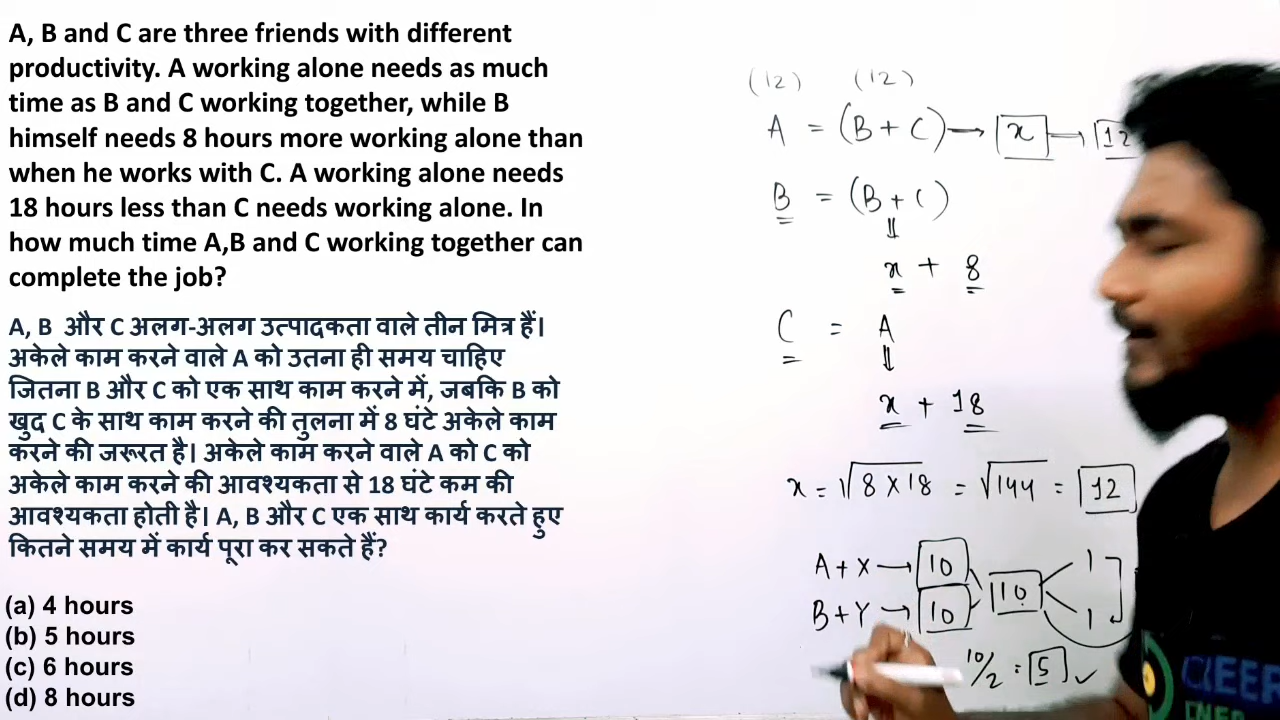 A, B and C are three friends with different
productivity. A working alone needs as much
time as B and C working together, while B
himself needs 8 hours more working alone than
when he works with C. A working alone needs
18 hours less than C needs working alone. In
how much time A,B and C working together can
complete the job?
A, B और C अलग-अलग उत्पादकता वाले तीन मित्र हैं।
अकेले काम करने वाले A को उतना ही समय चाहिए
जितना B और C को एक साथ काम करने में, जबकि B को
खुद C के साथ काम करने की तुलना में 8 घंटे अकेले काम
करने की जरूरत है। अकेले काम करने वाले A को C को
अकेले काम करने की आवश्यकता से 18 घंटे कम की
आवश्यकता होती है। A, B और C एक साथ कार्य करते हुए
कितने समय में कार्य पूरा कर सकते हैं?
(a) 4 hours
(b) 5 hours
(c) 6 hours
(d) 8 hours
(12) (12)
A = (B + C) → x → 12
B = (B + C)
x + 8
C = A
x + 18
x = √8 X 18 = √144 = 12
A + X → 10
B + Y → 10
10
1
1
10/2 = 5 ✓